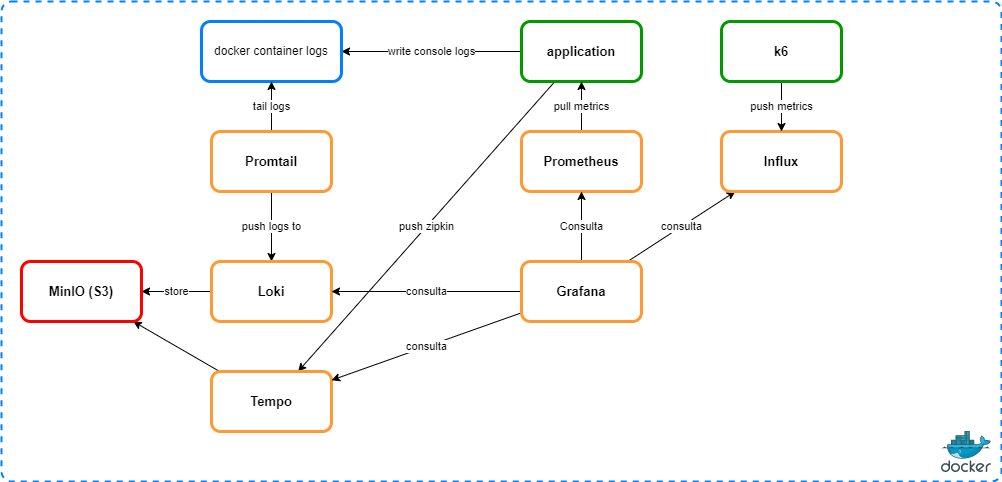 docker container logs
write console logs
application
k6
tail logs
pull metrics
push metrics
Promtail
Prometheus
Influx
push logs to
push zipkin
Consulta
consulta
MinIO (S3)
store
Loki
consulta
Grafana
consulta
Tempo
docker